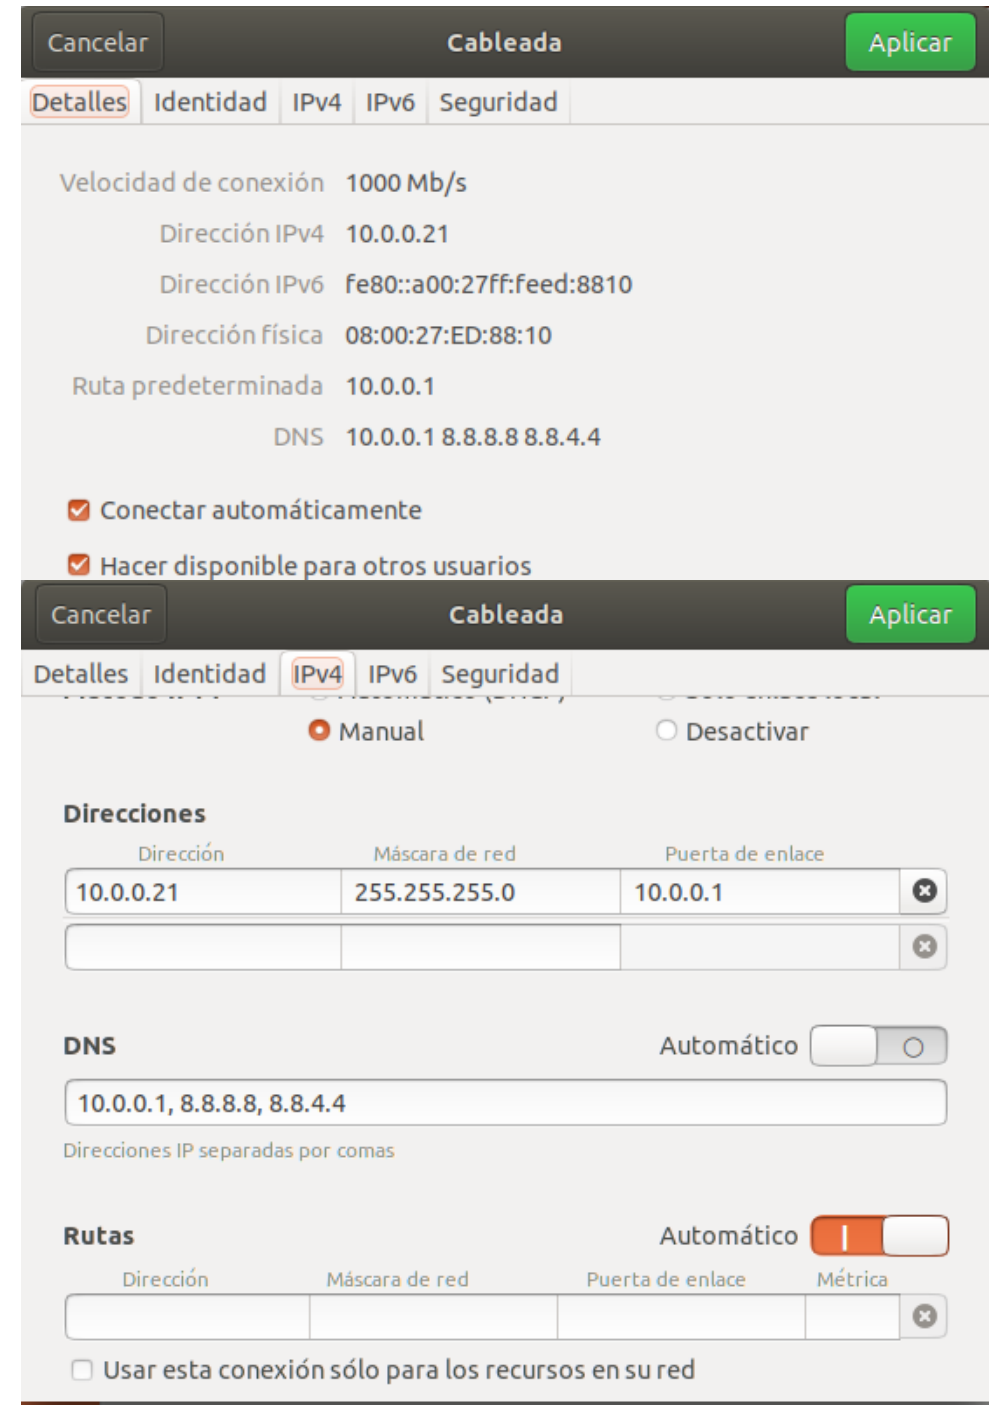 Cancelar Cableada Aplicar
Detalles Identidad IPv4 IPv6 Seguridad
Velocidad de conexión 1000 Mb/s
Dirección IPv4 10.0.0.21
Dirección IPv6 fe80::a00:27ff:feed:8810
Dirección física 08:00:27:ED:88:10
Ruta predeterminada 10.0.0.1
DNS 10.0.0.1 8.8.8.8 8.8.4.4
Conectar automáticamente
Hacer disponible para otros usuarios
Cancelar Cableada Aplicar
Detalles Identidad IPv4 IPv6 Seguridad
Manual Desactivar
Direcciones
Dirección Máscara de red Puerta de enlace
10.0.0.21 255.255.255.0 10.0.0.1
DNS Automático
10.0.0.1, 8.8.8.8, 8.8.4.4
Direcciones IP separadas por comas
Rutas Automático
Dirección Máscara de red Puerta de enlace Métrica
Usar esta conexión sólo para los recursos en su red